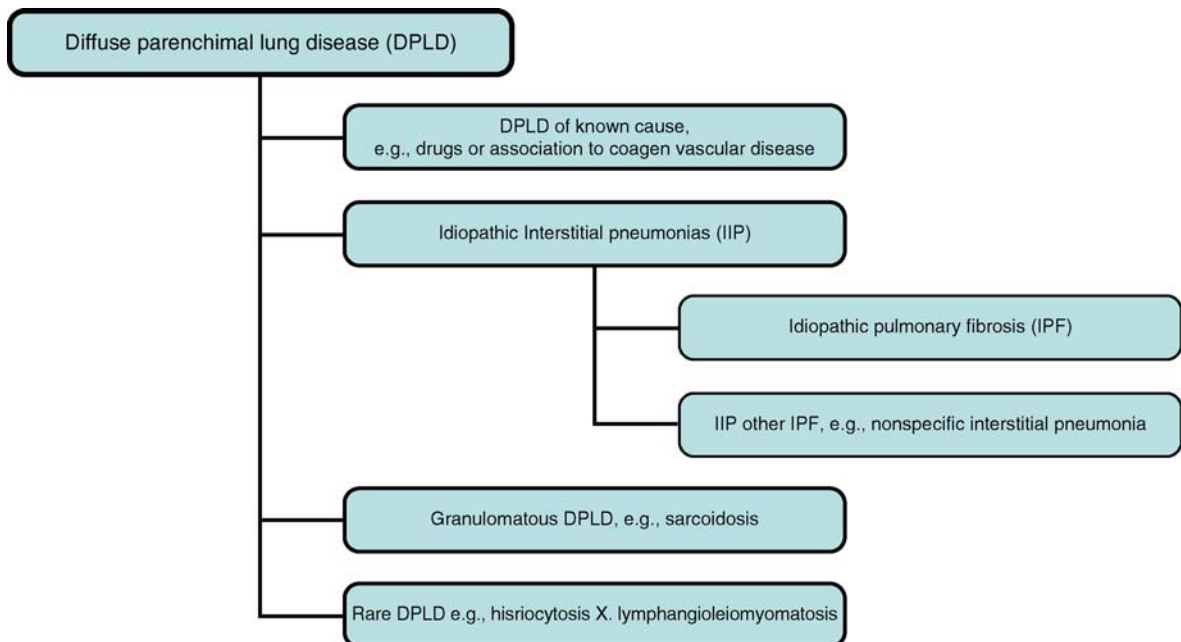 Diffuse parenchimal lung disease (DPLD)
DPLD of known cause,
e.g., drugs or association to coagen vascular disease
Idiopathic Interstitial pneumonias (IIP)
Idiopathic pulmonary fibrosis (IPF)
IIP other IPF, e.g., nonspecific interstitial pneumonia
Granulomatous DPLD, e.g., sarcoidosis
Rare DPLD e.g., hisriocytosis X. lymphangioleiomyomatosis